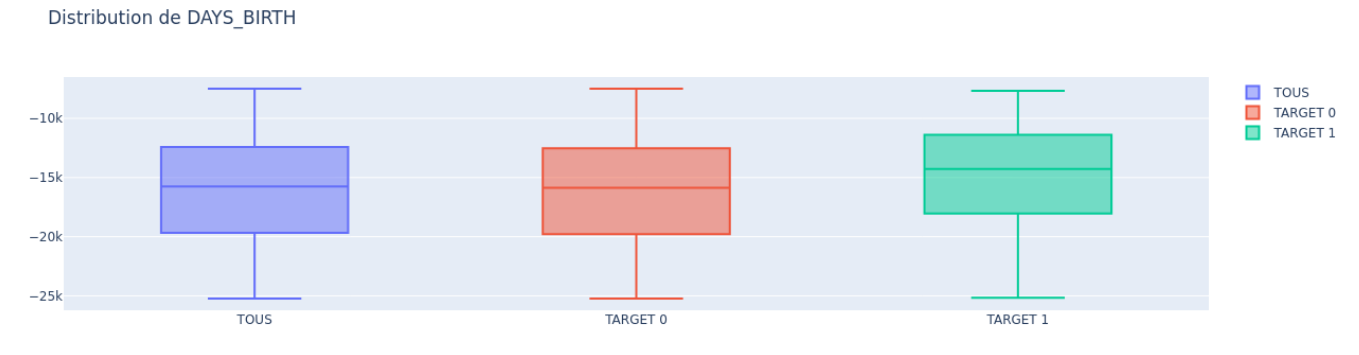 Distribution de DAYS_BIRTH
TOUS
TARGET 0
TARGET 1
−10k
−15k
−20k
−25k
TOUS
TARGET 0
TARGET 1